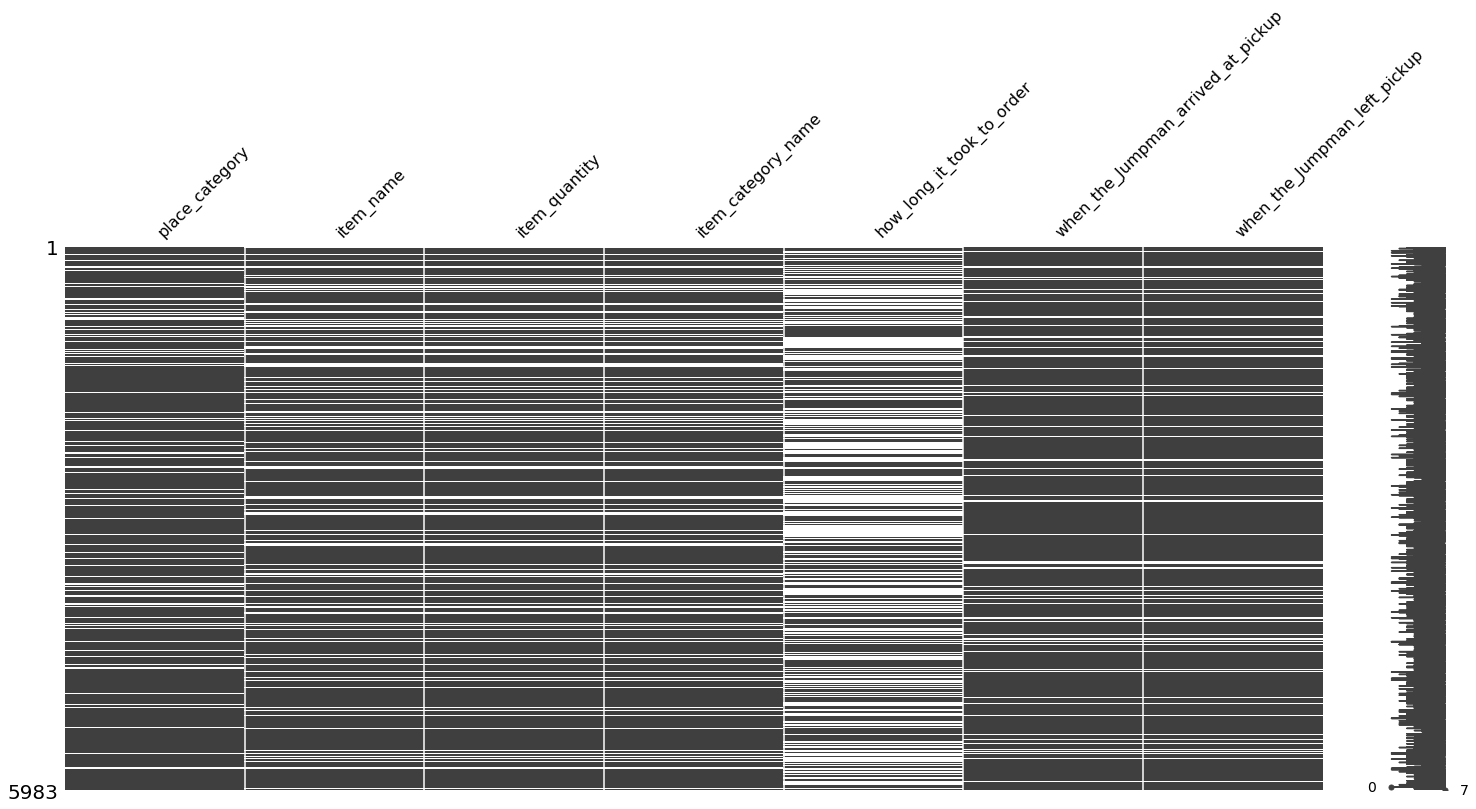 place_category
item_name
item_quantity
item_category_name
how_long_it_took_to_order
when_the_Jumpman_arrived_at_pickup
when_the_Jumpman_left_pickup
1
5983
0
7